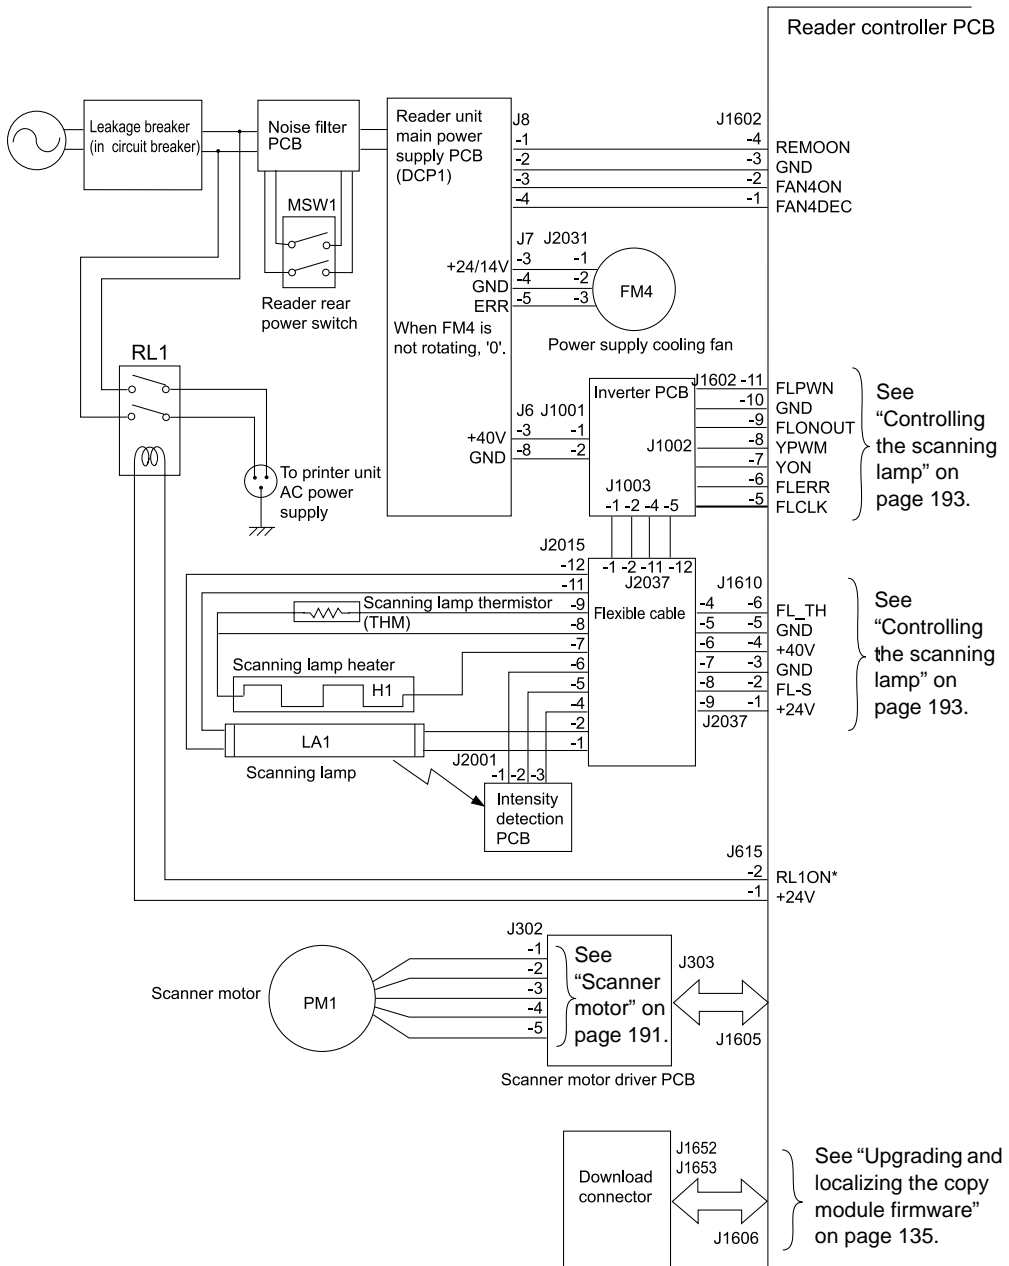 Reader controller PCB
Leakage breaker
(in circuit breaker)
Noise filter
PCB
Reader unit
main power
supply PCB
(DCP1)
J8
-1
-2
-3
-4
J1602
-4
-3
-2
-1
REMOON
GND
FAN4ON
FAN4DEC
MSW1
Reader rear
power switch
J7
J2031
+24/14V
GND
ERR
-3
-4
-5
-1
-2
-3
FM4
When FM4 is
not rotating, '0'.
Power supply cooling fan
RL1
To printer unit
AC power
supply
J6
J1001
+40V
GND
-3
-8
-1
-2
Inverter PCB
J1002
J1003
-1 -2 -4 -5
J1602 -11
-10
-9
-8
-7
-6
-5
FLPWN
GND
FLONOUT
YPWM
YON
FLERR
FLCLK
See
“Controlling
the scanning
lamp” on
page 193.
J2015
-12
-11
-9
-8
-7
-6
-5
-4
-2
-1
-1 -2 -11 -12
J2037
Flexible cable
Scanning lamp thermistor
(THM)
Scanning lamp heater
H1
LA1
Scanning lamp
J2001
-1 -2 -3
Intensity
detection
PCB
J1610
-4
-5
-6
-7
-8
-9
J2037
-6
-5
-4
-3
-2
-1
FL_TH
GND
+40V
GND
FL-S
+24V
See
“Controlling
the scanning
lamp” on
page 193.
J615
-2
-1
RL1ON*
+24V
Scanner motor
PM1
J302
-1
-2
-3
-4
-5
See
“Scanner
motor” on
page 191.
J303
J1605
Scanner motor driver PCB
Download
connector
J1652
J1653
J1606
See “Upgrading and
localizing the copy
module firmware”
on page 135.